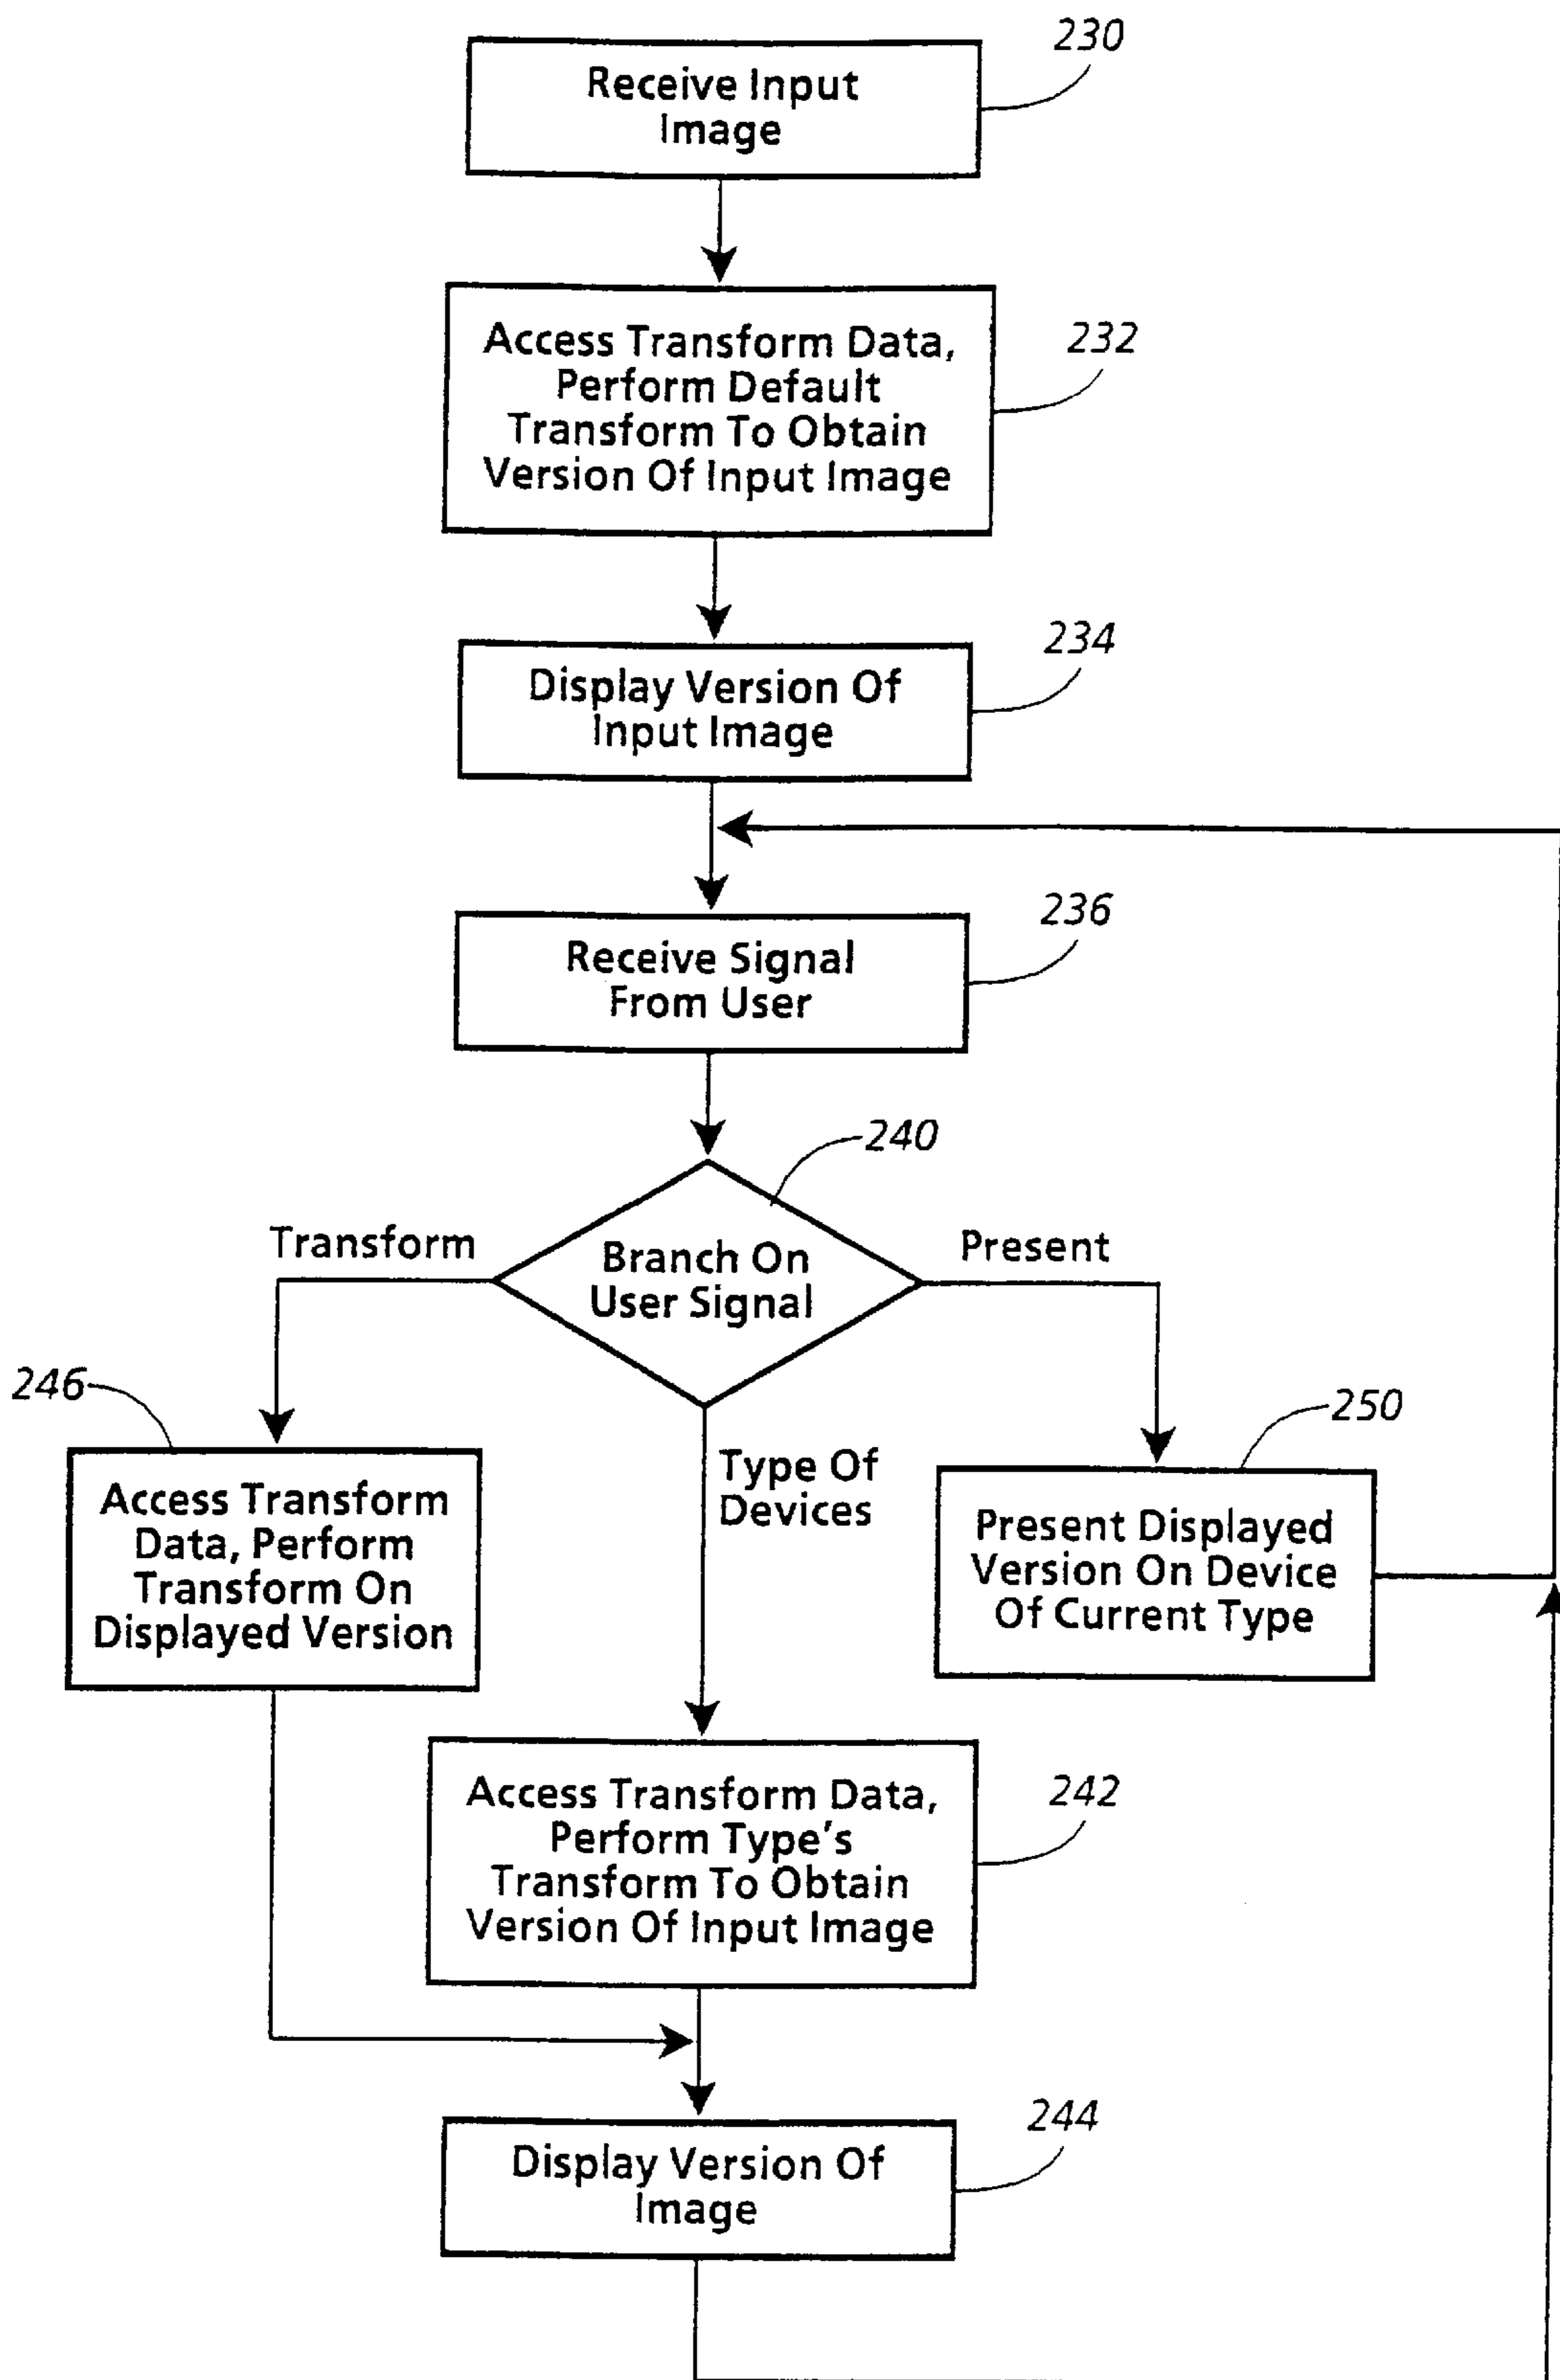 230
Receive Input
Image
Access Transform Data,
Perform Default
Transform To Obtain
Version Of Input Image
232
Display Version Of
Input Image
234
Receive Signal
From User
236
240
Branch On
User Signal
Transform
Present
Type Of
Devices
246
Access Transform
Data, Perform
Transform On
Displayed Version
250
Present Displayed
Version On Device
Of Current Type
Access Transform Data,
Perform Type's
Transform To Obtain
Version Of Input Image
242
Display Version Of
Image
244